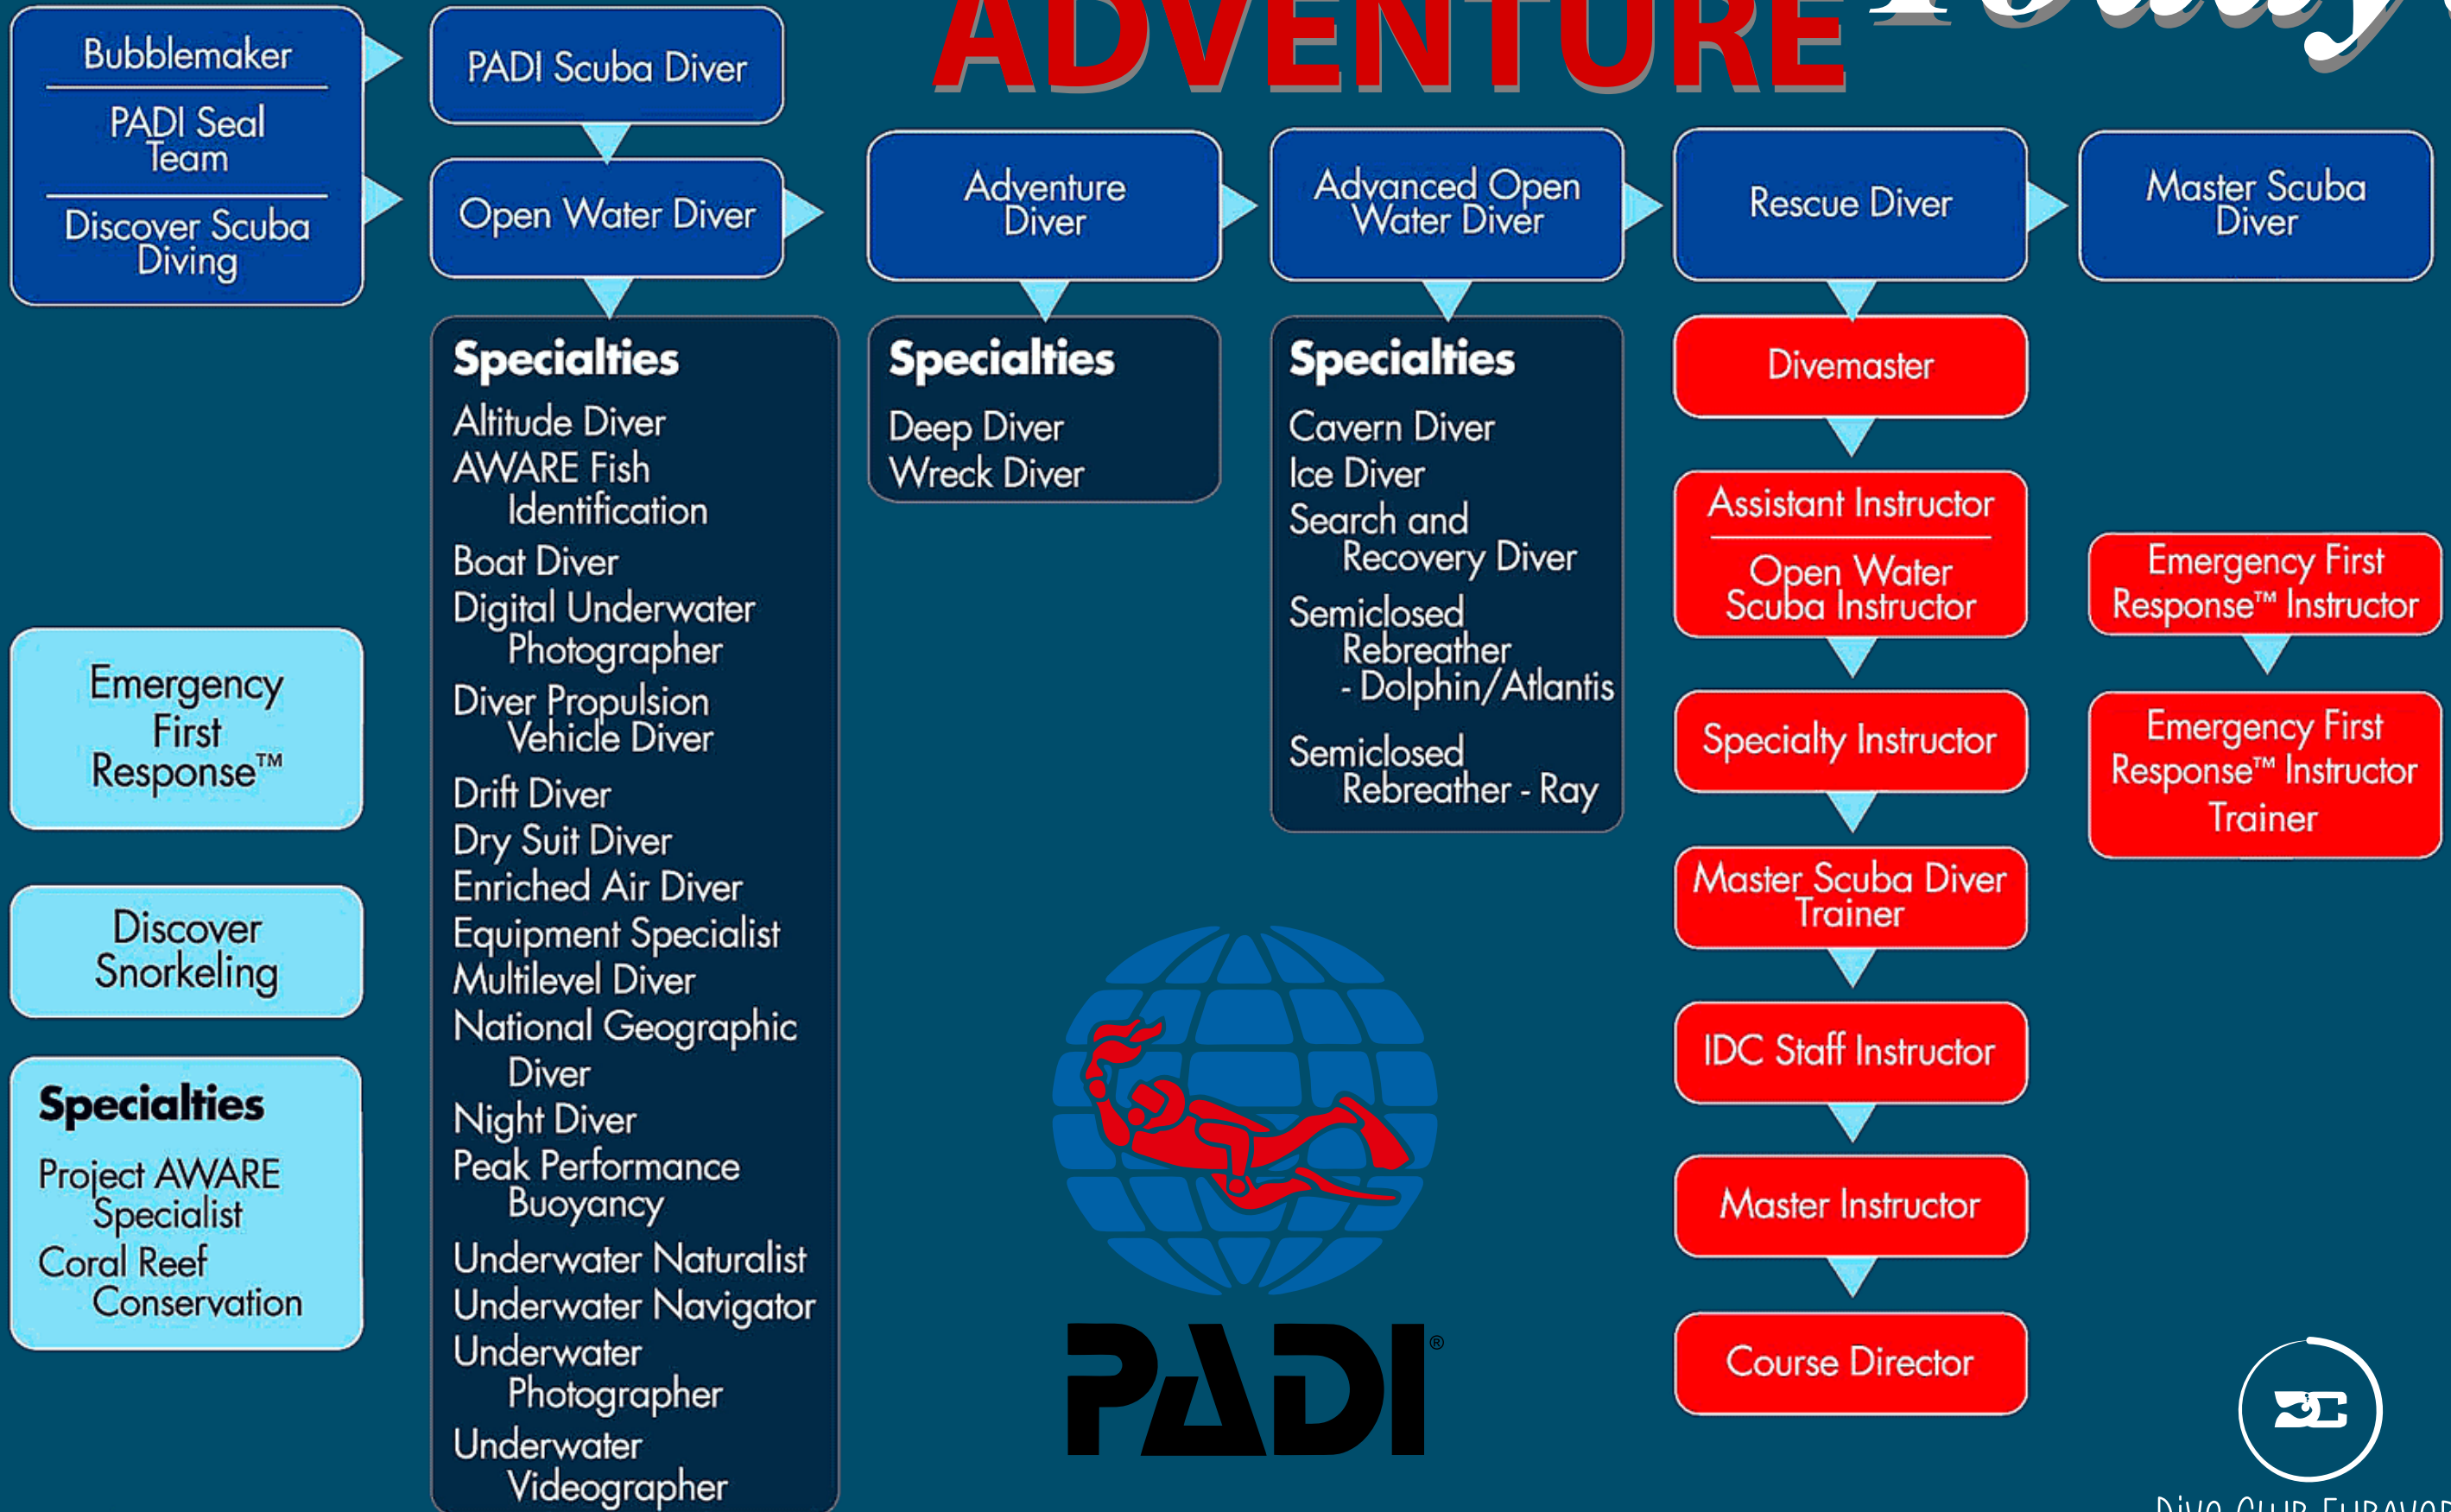 ADVENTURE
Bubblemaker
PADI Seal
Team
Discover Scuba
Diving
PADI Scuba Diver
Open Water Diver
Adventure
Diver
Advanced Open
Water Diver
Rescue Diver
Master Scuba
Diver
Specialties
Altitude Diver
AWARE Fish
Identification
Boat Diver
Digital Underwater
Photographer
Diver Propulsion
Vehicle Diver
Drift Diver
Dry Suit Diver
Enriched Air Diver
Equipment Specialist
Multilevel Diver
National Geographic
Diver
Night Diver
Peak Performance
Buoyancy
Underwater Naturalist
Underwater Navigator
Underwater
Photographer
Underwater
Videographer
Specialties
Deep Diver
Wreck Diver
Specialties
Cavern Diver
Ice Diver
Search and
Recovery Diver
Semiclosed
Rebreather
- Dolphin/Atlantis
Semiclosed
Rebreather - Ray
Divemaster
Assistant Instructor
Open Water
Scuba Instructor
Specialty Instructor
Master Scuba Diver
Trainer
IDC Staff Instructor
Master Instructor
Course Director
Emergency First
Response™ Instructor
Emergency First
Response™ Instructor
Trainer
Emergency
First
Response™
Discover
Snorkeling
Specialties
Project AWARE
Specialist
Coral Reef
Conservation
PADI®